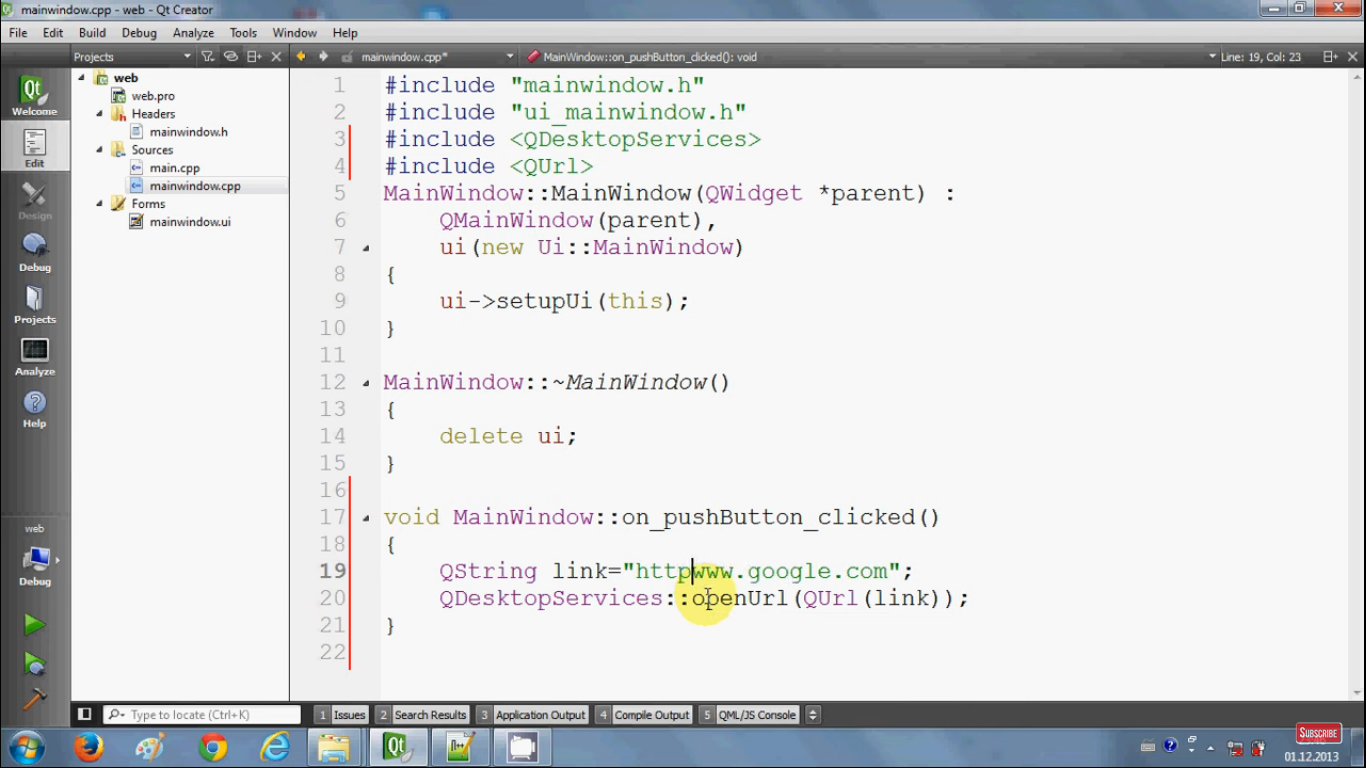 mainwindow.cpp - web - Qt Creator
File Edit Build Debug Analyze Tools Window Help
Projects mainwindow.cpp* MainWindow::on_pushButton_clicked(): void Line: 19, Col: 23
Welcome
Edit
Design
Debug
Projects
Analyze
Help
web
Debug
web
web.pro
Headers
mainwindow.h
Sources
main.cpp
mainwindow.cpp
Forms
mainwindow.ui
1 #include "mainwindow.h"
2 #include "ui_mainwindow.h"
3 #include <QDesktopServices>
4 #include <QUrl>
5 MainWindow::MainWindow(QWidget *parent) :
6 QMainWindow(parent),
7 ui(new Ui::MainWindow)
8 {
9 ui->setupUi(this);
10 }
11
12 MainWindow::~MainWindow()
13 {
14 delete ui;
15 }
16
17 void MainWindow::on_pushButton_clicked()
18 {
19 QString link="httpwww.google.com";
20 QDesktopServices::openUrl(QUrl(link));
21 }
22
Type to locate (Ctrl+K) 1 Issues 2 Search Results 3 Application Output 4 Compile Output 5 QML/JS Console
SUBSCRIBE
01.12.2013